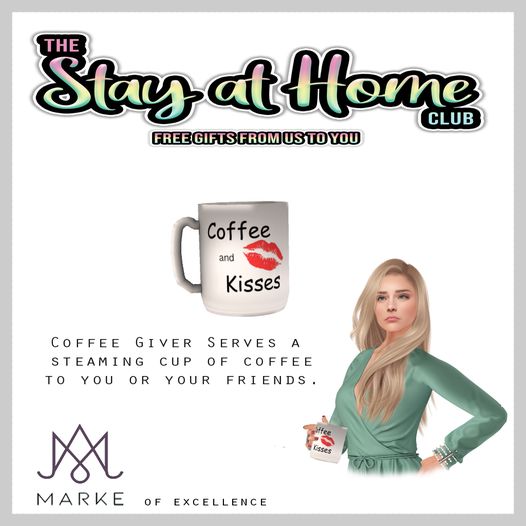 THE
Stay at Home
CLUB
FREE GIFTS FROM US TO YOU
Coffee
and
Kisses
COFFEE GIVER SERVES A
STEAMING CUP OF COFFEE
TO YOU OR YOUR FRIENDS.
Kisses
MARKE OF EXCELLENCE